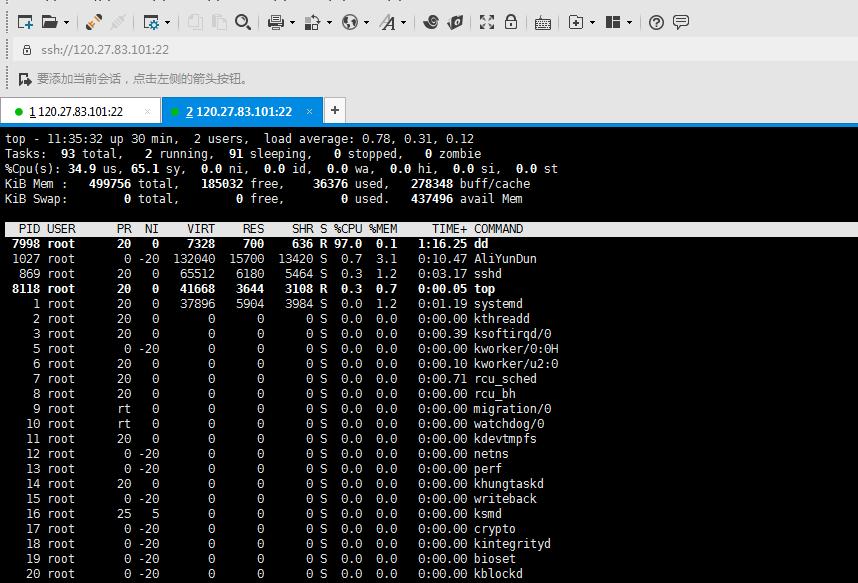 ssh://120.27.83.101:22
要添加当前会话，点击左侧的箭头按钮。
1 120.27.83.101:22 × 2 120.27.83.101:22 × +
top - 11:35:32 up 30 min,  2 users,  load average: 0.78, 0.31, 0.12
Tasks:  93 total,   2 running,  91 sleeping,   0 stopped,   0 zombie
%Cpu(s): 34.9 us, 65.1 sy,  0.0 ni,  0.0 id,  0.0 wa,  0.0 hi,  0.0 si,  0.0 st
KiB Mem :   499756 total,   185032 free,    36376 used,   278348 buff/cache
KiB Swap:        0 total,        0 free,        0 used.   437496 avail Mem
PID USER      PR  NI    VIRT    RES    SHR S %CPU %MEM     TIME+ COMMAND
7998 root      20   0    7328    700    636 R 97.0  0.1   1:16.25 dd
1027 root       0 -20  132040  15700  13420 S  0.7  3.1   0:10.47 AliYunDun
869 root      20   0   65512   6180   5464 S  0.3  1.2   0:03.17 sshd
8118 root      20   0   41668   3644   3108 R  0.3  0.7   0:00.05 top
1 root      20   0   37896   5904   3984 S  0.0  1.2   0:01.19 systemd
2 root      20   0       0      0      0 S  0.0  0.0   0:00.00 kthreadd
3 root      20   0       0      0      0 S  0.0  0.0   0:00.39 ksoftirqd/0
5 root       0 -20       0      0      0 S  0.0  0.0   0:00.00 kworker/0:0H
6 root      20   0       0      0      0 S  0.0  0.0   0:00.10 kworker/u2:0
7 root      20   0       0      0      0 S  0.0  0.0   0:00.71 rcu_sched
8 root      20   0       0      0      0 S  0.0  0.0   0:00.00 rcu_bh
9 root      rt   0       0      0      0 S  0.0  0.0   0:00.00 migration/0
10 root      rt   0       0      0      0 S  0.0  0.0   0:00.00 watchdog/0
11 root      20   0       0      0      0 S  0.0  0.0   0:00.00 kdevtmpfs
12 root       0 -20       0      0      0 S  0.0  0.0   0:00.00 netns
13 root       0 -20       0      0      0 S  0.0  0.0   0:00.00 perf
14 root      20   0       0      0      0 S  0.0  0.0   0:00.00 khungtaskd
15 root       0 -20       0      0      0 S  0.0  0.0   0:00.00 writeback
16 root      25   5       0      0      0 S  0.0  0.0   0:00.00 ksmd
17 root       0 -20       0      0      0 S  0.0  0.0   0:00.00 crypto
18 root       0 -20       0      0      0 S  0.0  0.0   0:00.00 kintegrityd
19 root       0 -20       0      0      0 S  0.0  0.0   0:00.00 bioset
20 root       0 -20       0      0      0 S  0.0  0.0   0:00.00 kblockd